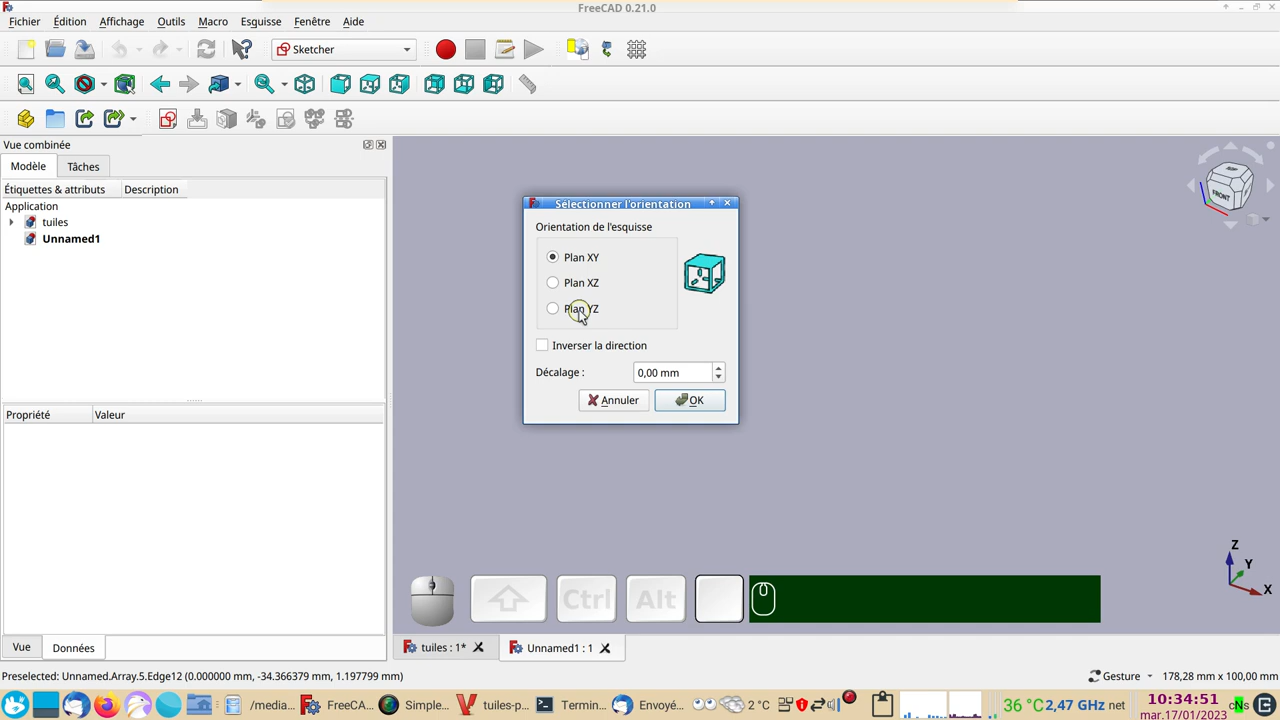 FreeCAD 0.21.0
Fichier Édition Affichage Outils Macro Esquisse Fenêtre Aide
Sketcher
Vue combinée
Modèle Tâches
Étiquettes & attributs Description
Application
tuiles
Unnamed1
Propriété Valeur
Vue Données
Sélectionner l'orientation
Orientation de l'esquisse
Plan XY
Plan XZ
Plan YZ
Inverser la direction
Décalage : 0,00 mm
Annuler OK
FRONT
Z
Y
X
Ctrl Alt
tuiles : 1* Unnamed1 : 1
Preselected: Unnamed.Array.5.Edge12 (0.000000 mm, -34.366379 mm, 1.197799 mm) Gesture 178,28 mm x 100,00 mm
/media... FreeCA... Simple... tuiles-p... Termin... Envoyé... 2 °C 36 °C 2,47 GHz net 10:34:51
mar.17/01/2023